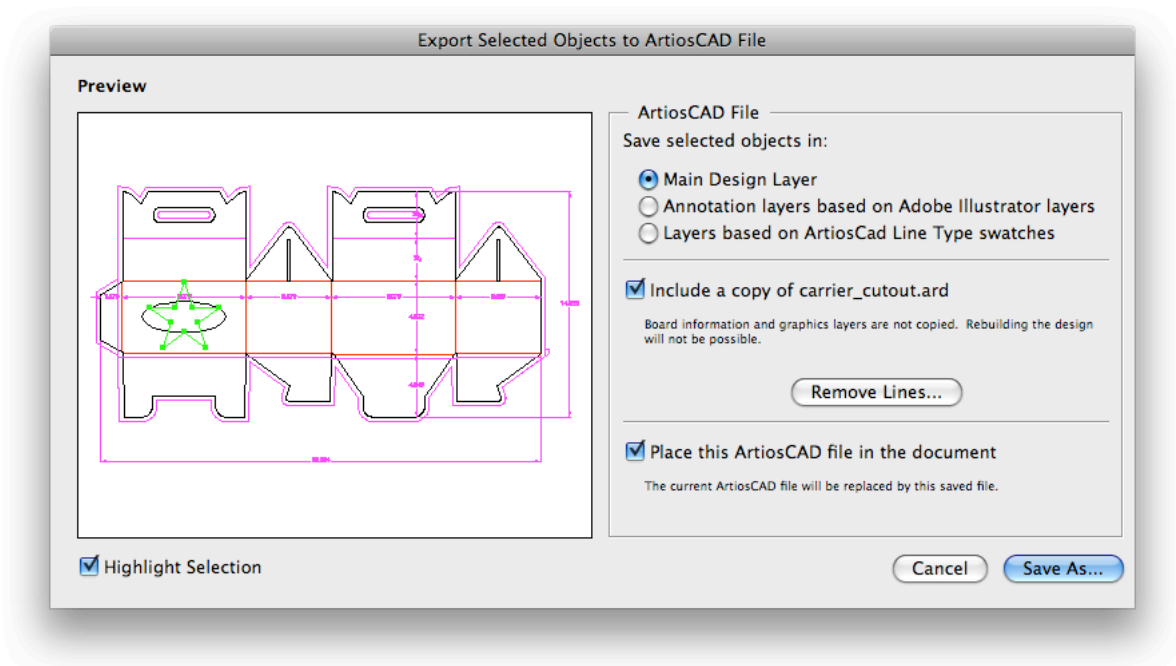 Export Selected Objects to ArtiosCAD File
Preview
ArtiosCAD File
Save selected objects in:
Main Design Layer
Annotation layers based on Adobe Illustrator layers
Layers based on ArtiosCad Line Type swatches
Include a copy of carrier_cutout.ard
Board information and graphics layers are not copied. Rebuilding the design
will not be possible.
Remove Lines...
Place this ArtiosCAD file in the document
The current ArtiosCAD file will be replaced by this saved file.
Highlight Selection
Cancel
Save As...